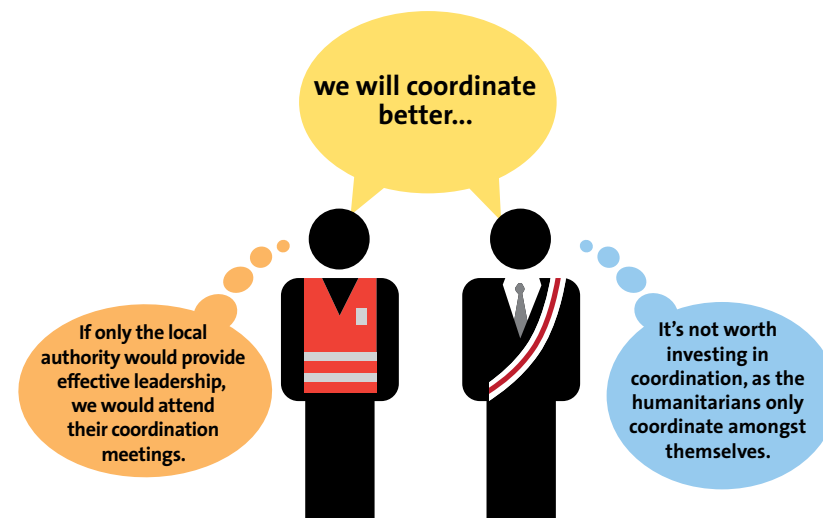 we will coordinate
better...
If only the local
authority would provide
effective leadership,
we would attend
their coordination
meetings.
It’s not worth
investing in
coordination, as the
humanitarians only
coordinate amongst
themselves.